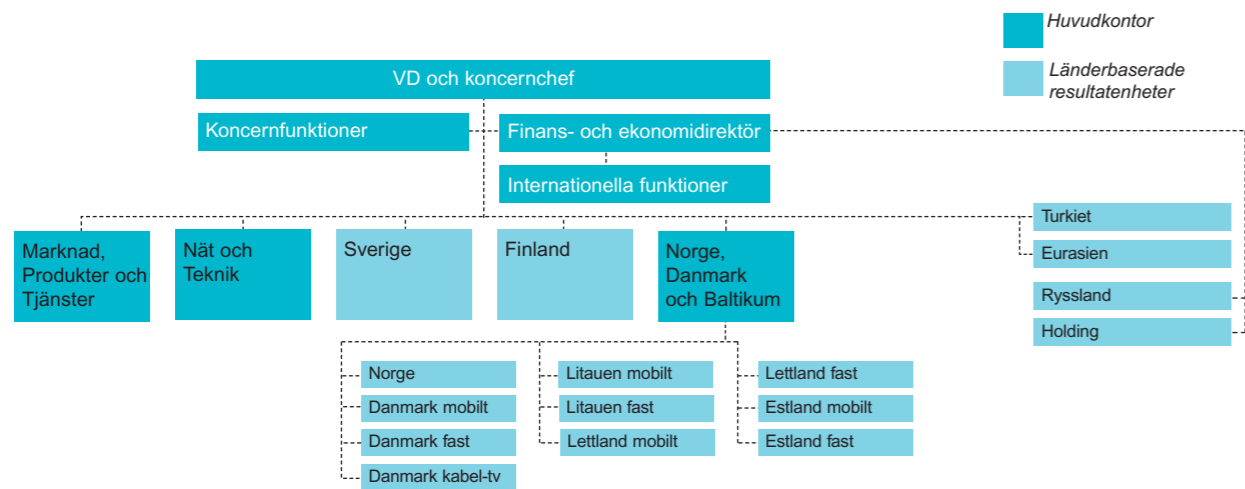 Huvudkontor
Länderbaserade
resultatenheter
VD och koncernchef
Koncernfunktioner
Finans- och ekonomidirektör
Internationella funktioner
Marknad,
Produkter och
Tjänster
Nät och
Teknik
Sverige
Finland
Norge,
Danmark
och Baltikum
Turkiet
Eurasien
Ryssland
Holding
Norge
Danmark mobilt
Danmark fast
Danmark kabel-tv
Litauen mobilt
Litauen fast
Lettland mobilt
Lettland fast
Estland mobilt
Estland fast